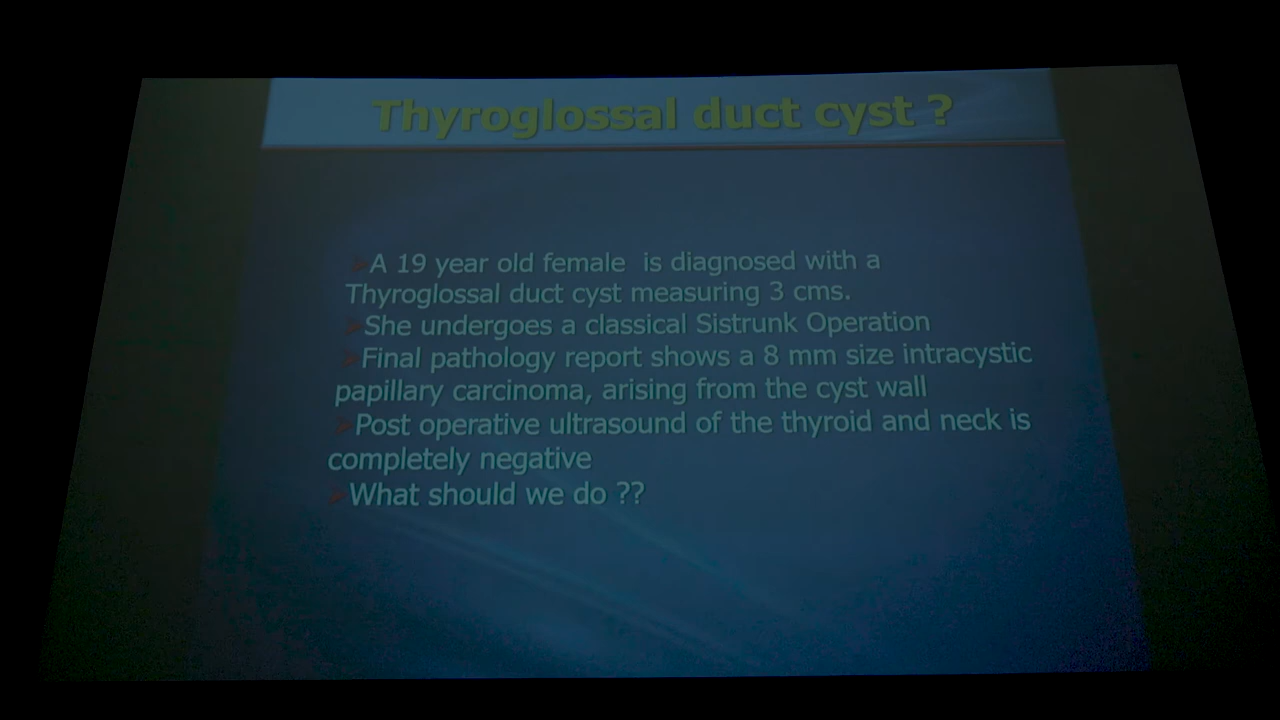 Thyroglossal duct cyst ?
➢A 19 year old female is diagnosed with a
Thyroglossal duct cyst measuring 3 cms.
➢She undergoes a classical Sistrunk Operation
➢Final pathology report shows a 8 mm size intracystic
papillary carcinoma, arising from the cyst wall
➢Post operative ultrasound of the thyroid and neck is
completely negative
➢What should we do ??